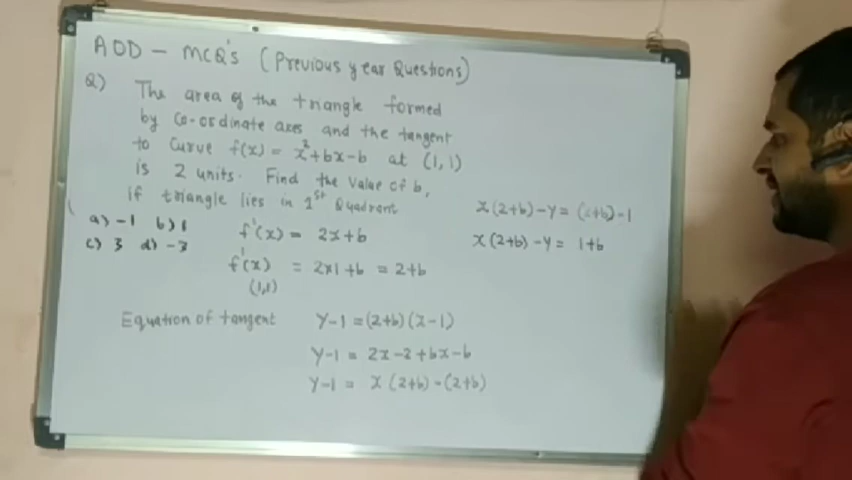 AOD - MCQ's (Previous year Questions)
Q) The area of the triangle formed
by Co-ordinate axes and the tangent
to Curve f(x) = x²+bx-b at (1,1)
is 2 units. Find the value of b,
if triangle lies in 1st Quadrant
a) -1 b) 1
c) 3 d) -3
f'(x) = 2x+b
f'(x) = 2x1+b = 2+b
(1,1)
Equation of tangent y-1 = (2+b)(x-1)
y-1 = 2x-2+bx-b
y-1 = x(2+b)-(2+b)
x(2+b)-y = (2+b)-1
x(2+b)-y = 1+b